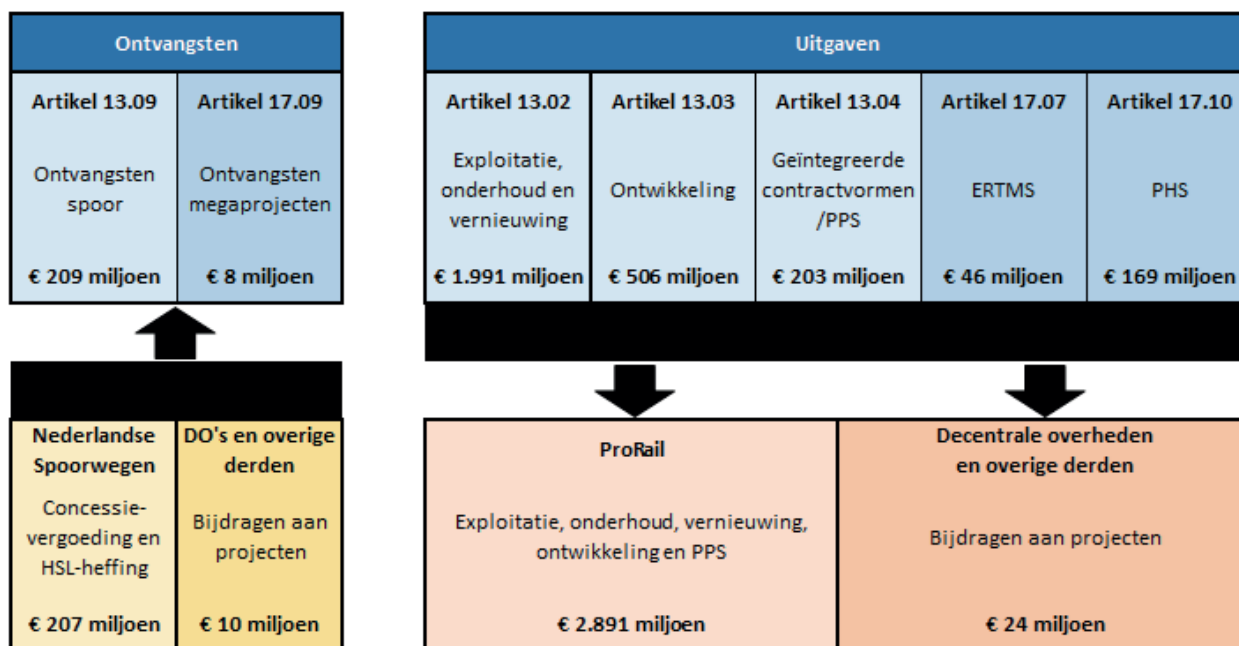 Ontvangsten
Artikel 13.09
Ontvangsten
spoor
€ 209 miljoen
Artikel 17.09
Ontvangsten
megaprojecten
€ 8 miljoen
Nederlandse
Spoorwegen
Concessie-
vergoeding en
HSL-heffing
€ 207 miljoen
DO's en overige
derden
Bijdragen aan
projecten
€ 10 miljoen
Uitgaven
Artikel 13.02
Exploitatie,
onderhoud en
vernieuwing
€ 1.991 miljoen
Artikel 13.03
Ontwikkeling
€ 506 miljoen
Artikel 13.04
Geïntegreerde
contractvormen
/PPS
€ 203 miljoen
Artikel 17.07
ERTMS
€ 46 miljoen
Artikel 17.10
PHS
€ 169 miljoen
ProRail
Exploitatie, onderhoud, vernieuwing,
ontwikkeling en PPS
€ 2.891 miljoen
Decentrale overheden
en overige derden
Bijdragen aan projecten
€ 24 miljoen